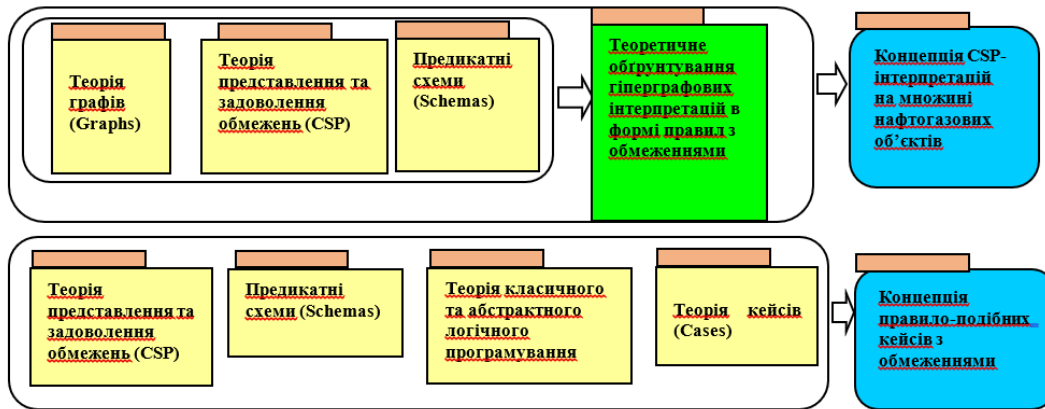 Теорія
графів
(Graphs)
Теорія
представлення та
задоволення
обмежень (CSP)
Предикатні
схеми
(Schemas)
Теоретичне
обґрунтування
гіперграфових
інтерпретацій в
формі правил з
обмеженнями
Концепція CSP-
інтерпретацій
на множині
нафтогазових
об’єктів
Теорія
представлення та
задоволення
обмежень (CSP)
Предикатні
схеми (Schemas)
Теорія класичного
та абстрактного
логічного
програмування
Теорія кейсів
(Cases)
Концепція
правило-подібних
кейсів з
обмеженнями